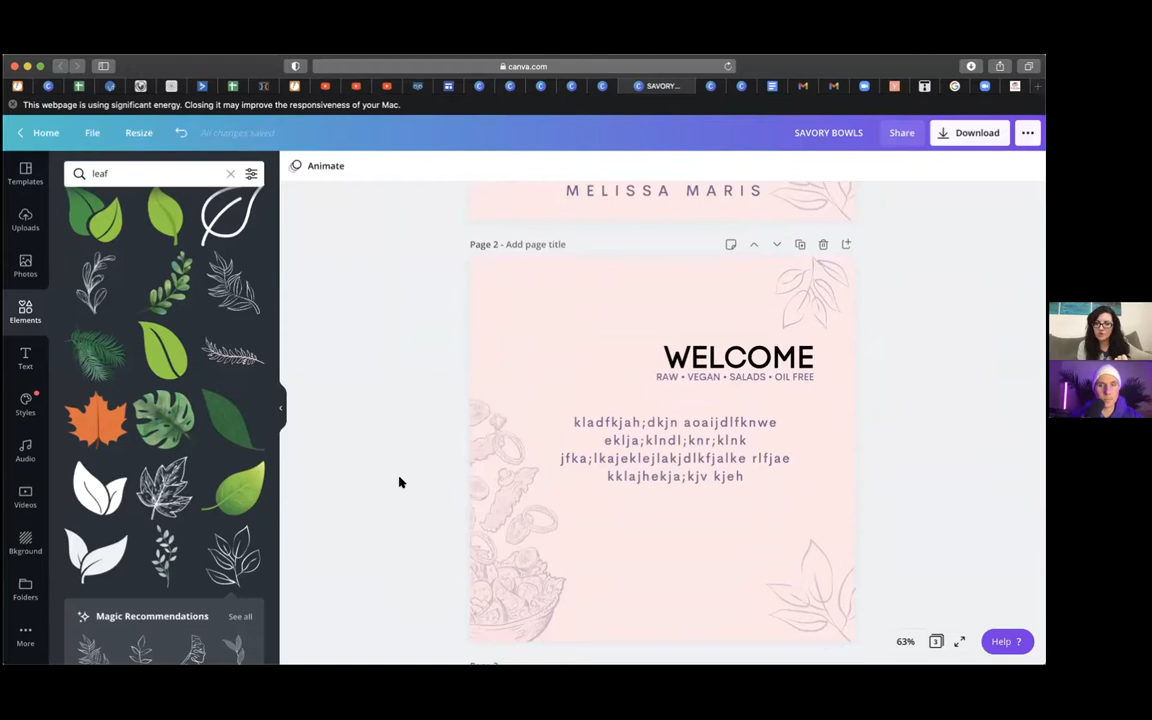 canva.com
SAVORY...
This webpage is using significant energy. Closing it may improve the responsiveness of your Mac.
Home
File
Resize
All changes saved
SAVORY BOWLS
Share
Download
Templates
Uploads
Photos
Elements
Text
Styles
Audio
Videos
Bkground
Folders
More
leaf
Magic Recommendations
See all
Animate
MELISSA MARIS
Page 2 - Add page title
WELCOME
RAW • VEGAN • SALADS • OIL FREE
kladfkjah;dkjn aoaijdlfknwe
eklja;klndl;knr;klnk
jfka;lkajeklejlakjdlkfjalke rlfjae
kklajhekja;kjv kjeh
63%
3
Help ?